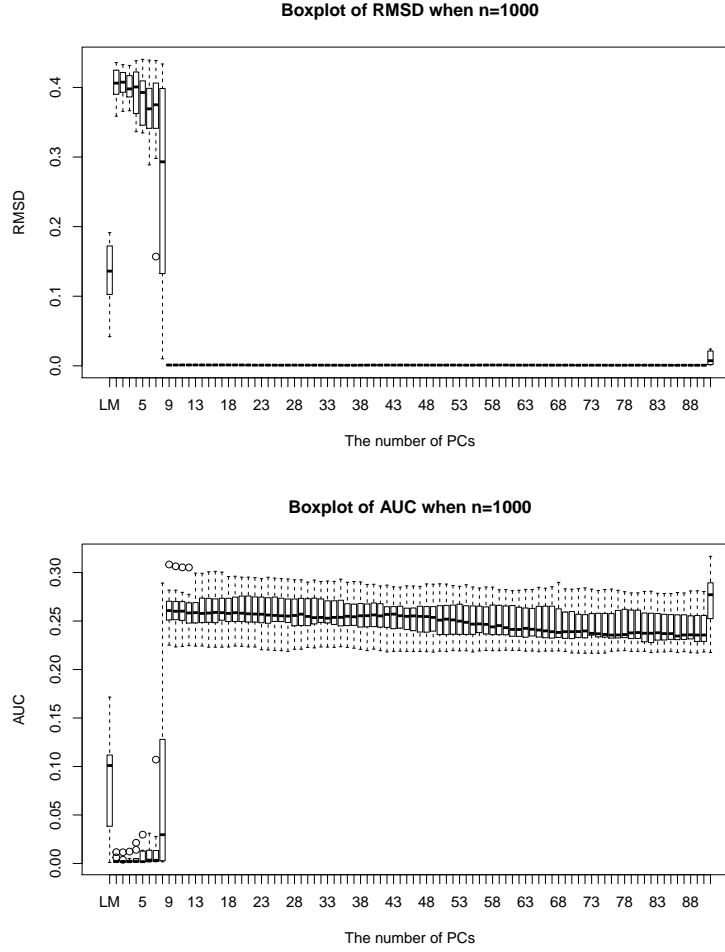 Boxplot of RMSD when n=1000
RMSD
0.4
0.3
0.2
0.1
0.0
LM 5 9 13 18 23 28 33 38 43 48 53 58 63 68 73 78 83 88
The number of PCs
Boxplot of AUC when n=1000
AUC
0.30
0.25
0.20
0.15
0.10
0.05
0.00
LM 5 9 13 18 23 28 33 38 43 48 53 58 63 68 73 78 83 88
The number of PCs